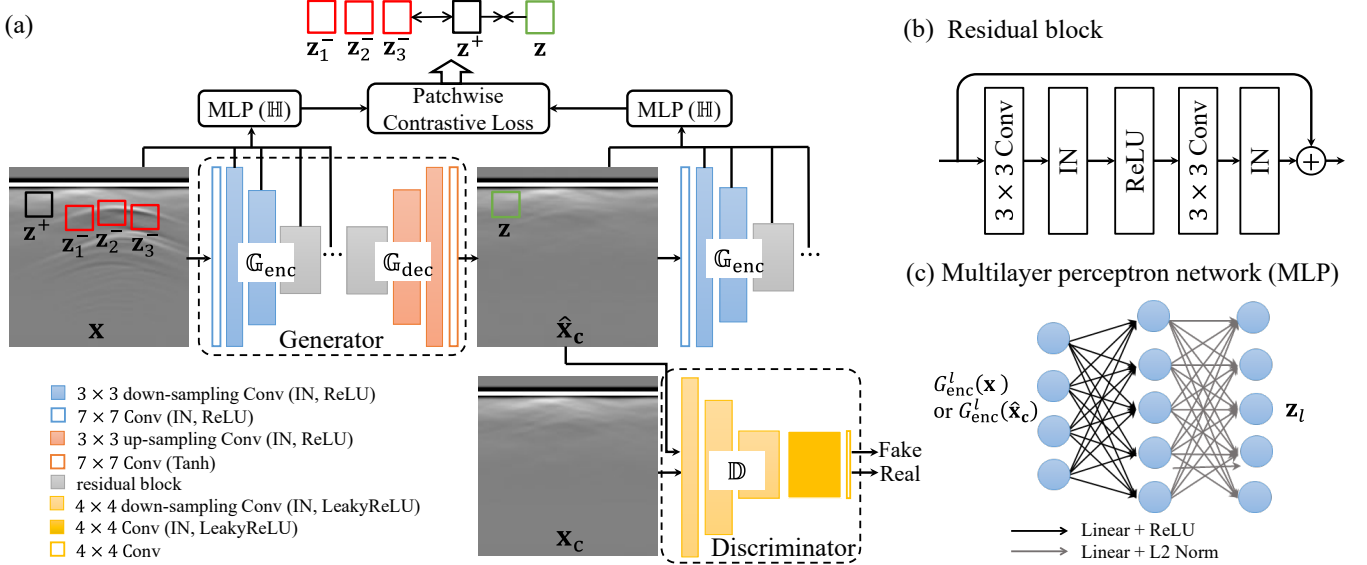 (a)
𝐳₁⁻ 𝐳₂⁻ 𝐳₃⁻ 𝐳⁺ 𝐳
MLP (ℍ)
Patchwise
Contrastive Loss
MLP (ℍ)
𝐳⁺
𝐳₁⁻ 𝐳₂⁻ 𝐳₃⁻
𝐱
𝔾enc
...
𝔾dec
...
Generator
𝐳
𝐱̂𝐜
𝔾enc
...
3 × 3 down-sampling Conv (IN, ReLU)
7 × 7 Conv (IN, ReLU)
3 × 3 up-sampling Conv (IN, ReLU)
7 × 7 Conv (Tanh)
residual block
4 × 4 down-sampling Conv (IN, LeakyReLU)
4 × 4 Conv (IN, LeakyReLU)
4 × 4 Conv
𝐱𝐜
𝔻
Discriminator
Fake
Real
(b) Residual block
3 × 3 Conv
IN
ReLU
3 × 3 Conv
IN
+
(c) Multilayer perceptron network (MLP)
Gˡenc(𝐱)
or Gˡenc(𝐱̂𝐜)
𝐳ₗ
Linear + ReLU
Linear + L2 Norm